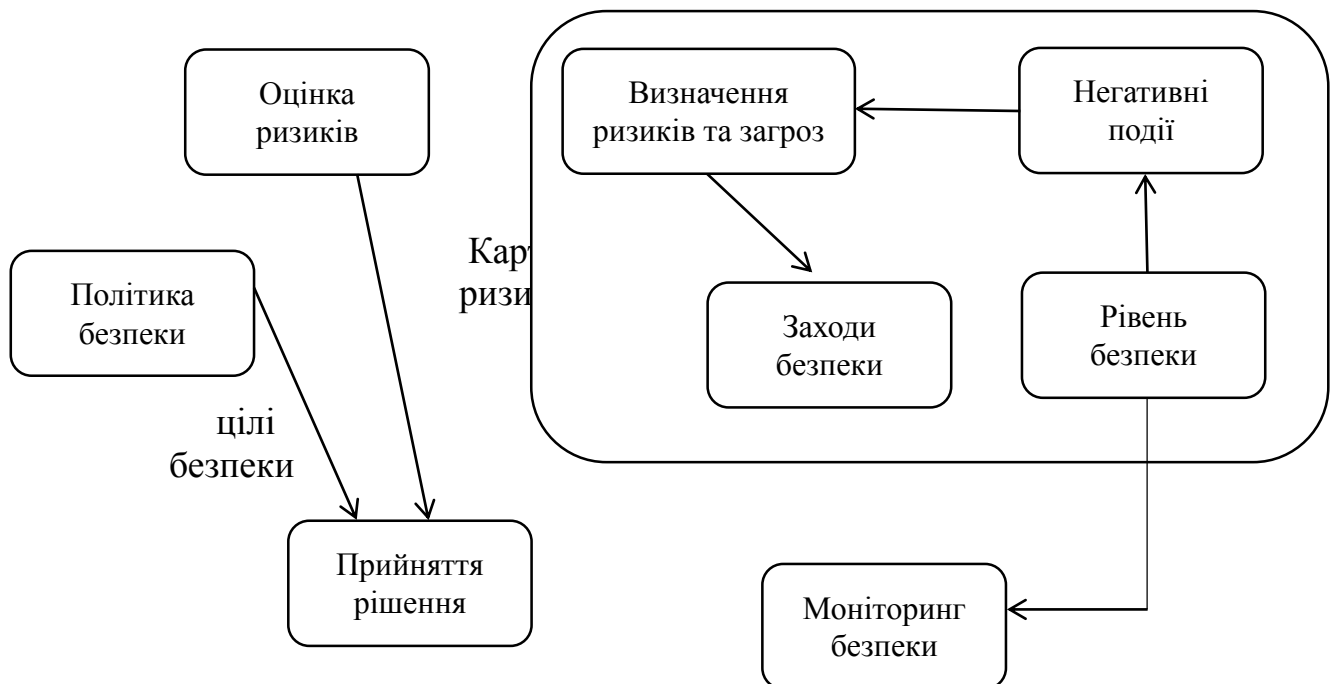 Оцінка
ризиків
Визначення
ризиків та загроз
Негативні
події
Політика
безпеки
Заходи
безпеки
Рівень
безпеки
цілі
безпеки
Прийняття
рішення
Моніторинг
безпеки